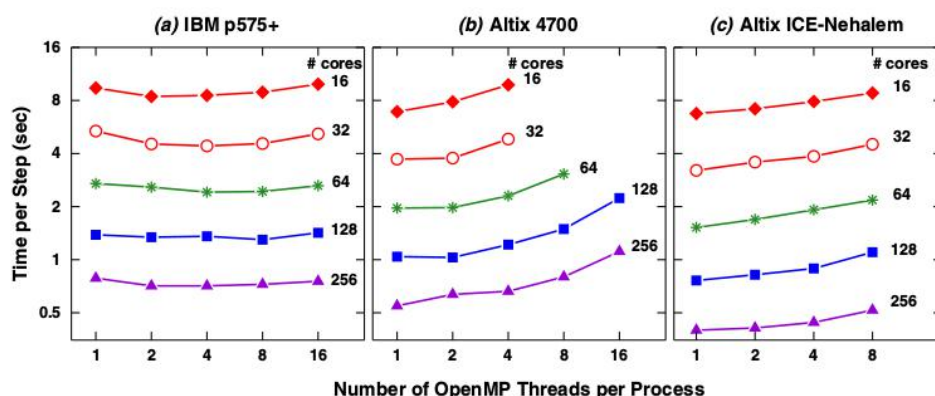 (a) IBM p575+
(b) Altix 4700
(c) Altix ICE-Nehalem
Time per Step (sec)
16
8
4
2
1
0.5
# cores
16
32
64
128
256
1 2 4 8 16
# cores
16
32
64
128
256
1 2 4 8 16
# cores
16
32
64
128
256
1 2 4 8
Number of OpenMP Threads per Process